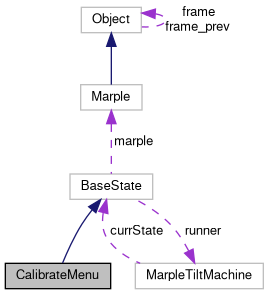 Object
frame
frame_prev
Marple
marple
BaseState
currState
runner
CalibrateMenu
MarpleTiltMachine